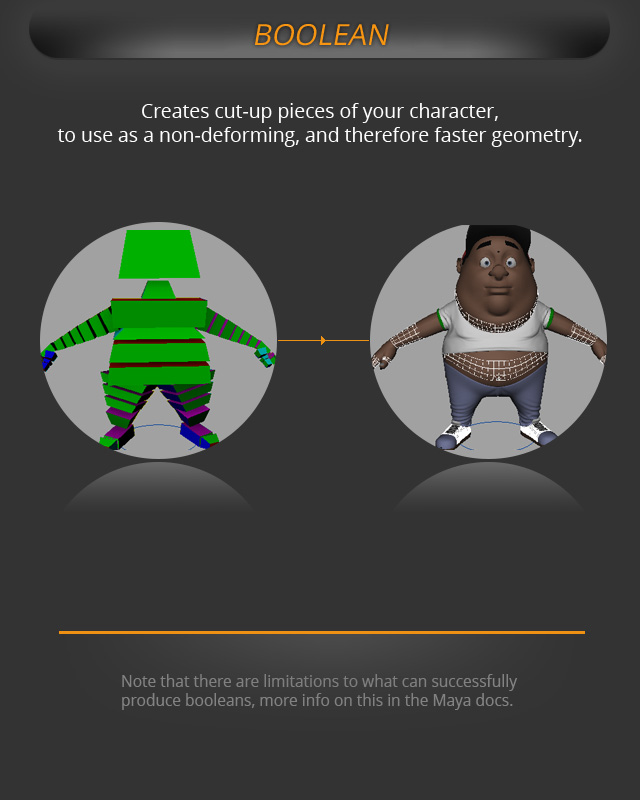 BOOLEAN
Creates cut-up pieces of your character,
to use as a non-deforming, and therefore faster geometry.
Note that there are limitations to what can successfully
produce booleans, more info on this in the Maya docs.